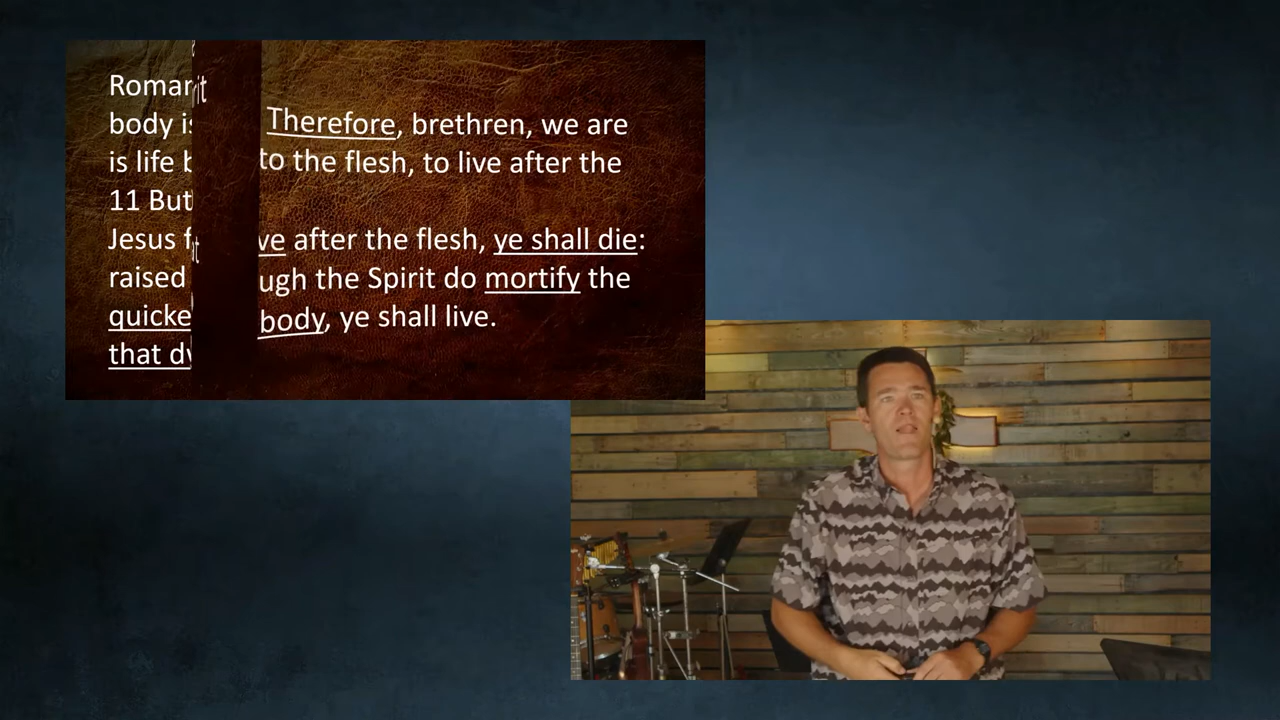 Roman
body is Therefore, brethren, we are
is life b to the flesh, to live after the
11 But
Jesus f ve after the flesh, ye shall die:
raised ugh the Spirit do mortify the
quicke body, ye shall live.
that dw